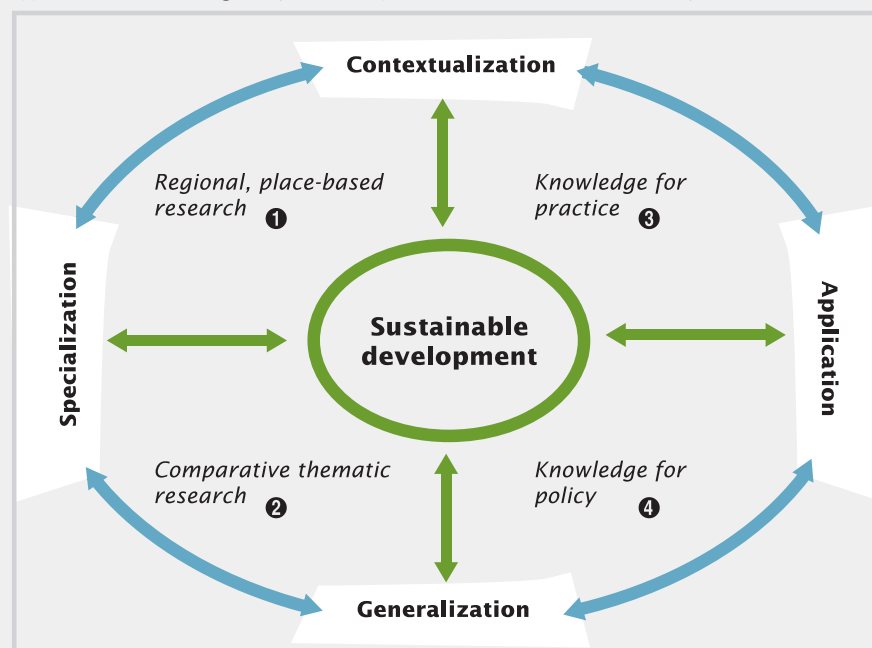 Contextualization
Regional, place-based
research ❶
Knowledge for
practice ❸
Specialization
Sustainable
development
Application
Comparative thematic
research ❷
Knowledge for
policy ❹
Generalization